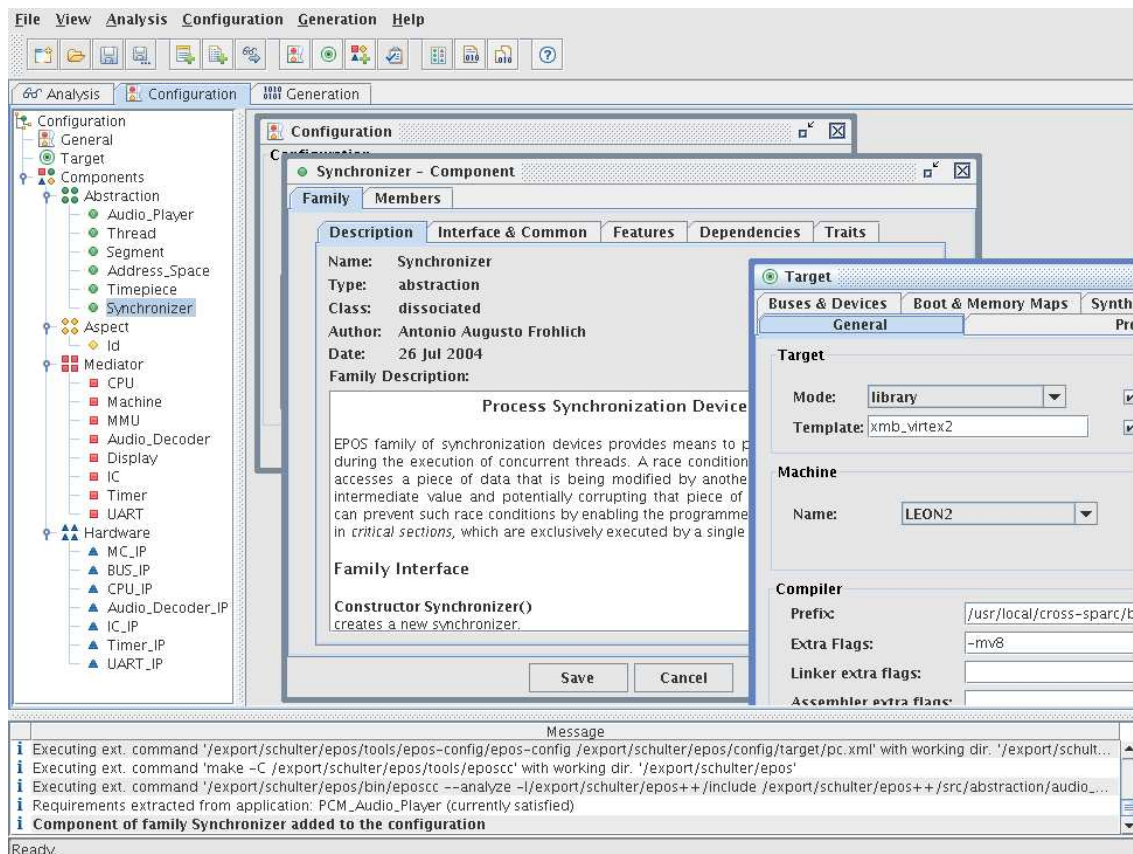 File View Analysis Configuration Generation Help
Analysis Configuration Generation
Configuration
General
Target
Components
Abstraction
Audio_Player
Thread
Segment
Address_Space
Timepiece
Synchronizer
Aspect
Id
Mediator
CPU
Machine
MMU
Audio_Decoder
Display
IC
Timer
UART
Hardware
MC_IP
BUS_IP
CPU_IP
Audio_Decoder_IP
IC_IP
Timer_IP
UART_IP
Configuration
Configuration
Synchronizer - Component
Family Members
Description Interface & Common Features Dependencies Traits
Name: Synchronizer
Type: abstraction
Class: dissociated
Author: Antonio Augusto Frohlich
Date: 26 Jul 2004
Family Description:
Process Synchronization Device
EPOS family of synchronization devices provides means to p
during the execution of concurrent threads. A race condition
accesses a piece of data that is being modified by anothe
intermediate value and potentially corrupting that piece of
can prevent such race conditions by enabling the programme
in critical sections, which are exclusively executed by a single
Family Interface
Constructor Synchronizer()
creates a new synchronizer.
Save Cancel
Target
Buses & Devices Boot & Memory Maps Synth
General Pro
Target
Mode: library
Template: xmb_virtex2
Machine
Name: LEON2
Compiler
Prefix: /usr/local/cross-sparc/b
Extra Flags: -mv8
Linker extra flags:
Assembler extra flags:
Message
Executing ext. command '/export/schulter/epos/tools/epos-config/epos-config /export/schulter/epos/config/target/pc.xml' with working dir. '/export/schult...
Executing ext. command 'make -C /export/schulter/epos/tools/eposcc' with working dir. '/export/schulter/epos'
Executing ext. command '/export/schulter/epos/bin/eposcc --analyze -I/export/schulter/epos++/include /export/schulter/epos++/src/abstraction/audio_...
Requirements extracted from application: PCM_Audio_Player (currently satisfied)
Component of family Synchronizer added to the configuration
Ready